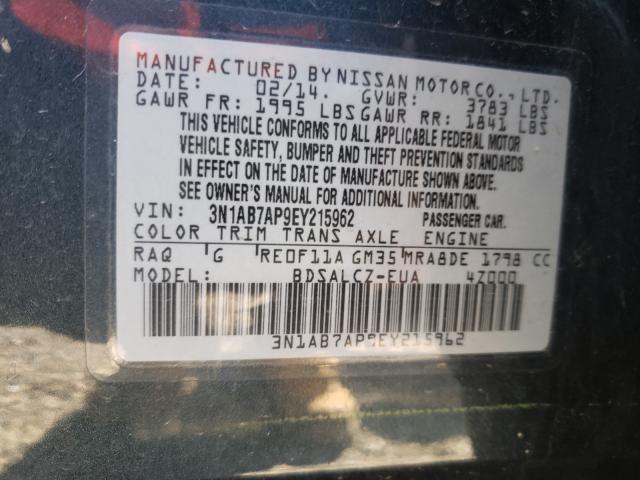 MANUFACTURED BY NISSAN MOTOR CO., LTD.
DATE: 02/14. GVWR: 3783 LBS
GAWR FR: 1995 LBS GAWR RR: 1841 LBS
THIS VEHICLE CONFORMS TO ALL APPLICABLE FEDERAL MOTOR
VEHICLE SAFETY, BUMPER AND THEFT PREVENTION STANDARDS
IN EFFECT ON THE DATE OF MANUFACTURE SHOWN ABOVE.
SEE OWNER'S MANUAL FOR ADDITIONAL INFORMATION.
VIN: 3N1AB7AP9EY215962 PASSENGER CAR.
COLOR TRIM TRANS AXLE ENGINE
RAQ G RE0F11A GM35 MRA8DE 1798 CC
MODEL BDSALCZ-EUA 4Z000
3N1AB7AP9EY215962